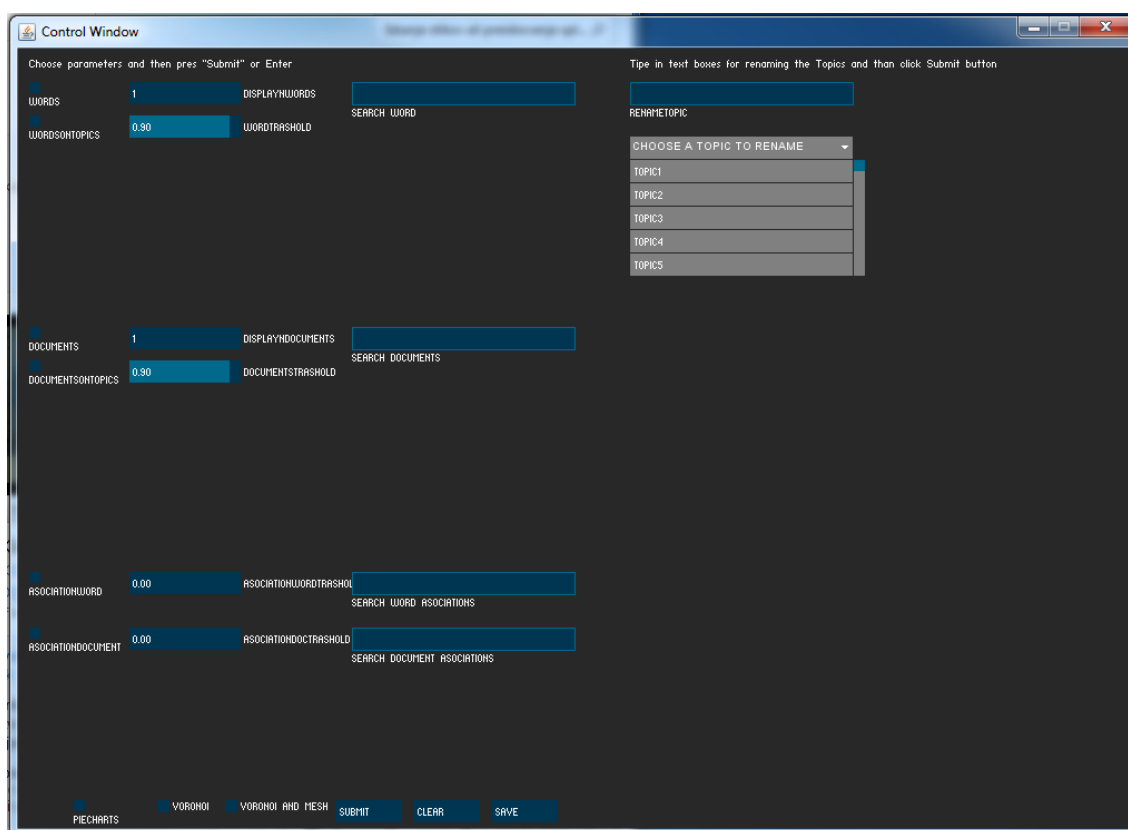 Control Window
Choose parameters and then pres "Submit" or Enter
Tipe in text boxes for renaming the Topics and than click Submit button
WORDS
1
DISPLAYNWORDS
SEARCH WORD
RENAMETOPIC
WORDSONTOPICS
0.90
WORDTRASHOLD
CHOOSE A TOPIC TO RENAME
TOPIC1
TOPIC2
TOPIC3
TOPIC4
TOPIC5
DOCUMENTS
1
DISPLAYNDOCUMENTS
SEARCH DOCUMENTS
DOCUMENTSONTOPICS
0.90
DOCUMENTSTRASHOLD
ASOCIATIONWORD
0.00
ASOCIATIONWORDTRASHOL
SEARCH WORD ASOCIATIONS
ASOCIATIONDOCUMENT
0.00
ASOCIATIONDOCTRASHOLD
SEARCH DOCUMENT ASOCIATIONS
PIECHARTS
VORONOI
VORONOI AND MESH
SUBMIT
CLEAR
SAVE